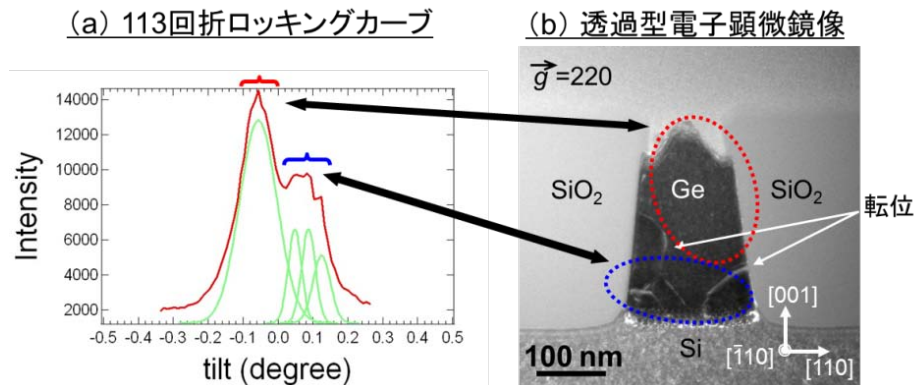 (a) 113回折ロッキングカーブ
Intensity
14000
12000
10000
8000
6000
4000
2000
-0.5 -0.4 -0.3 -0.2 -0.1 0.0 0.1 0.2 0.3 0.4 0.5
tilt (degree)
(b) 透過型電子顕微鏡像
g⃗ =220
SiO₂
Ge
SiO₂
転位
[001]
[1̄10]
[110]
Si
100 nm